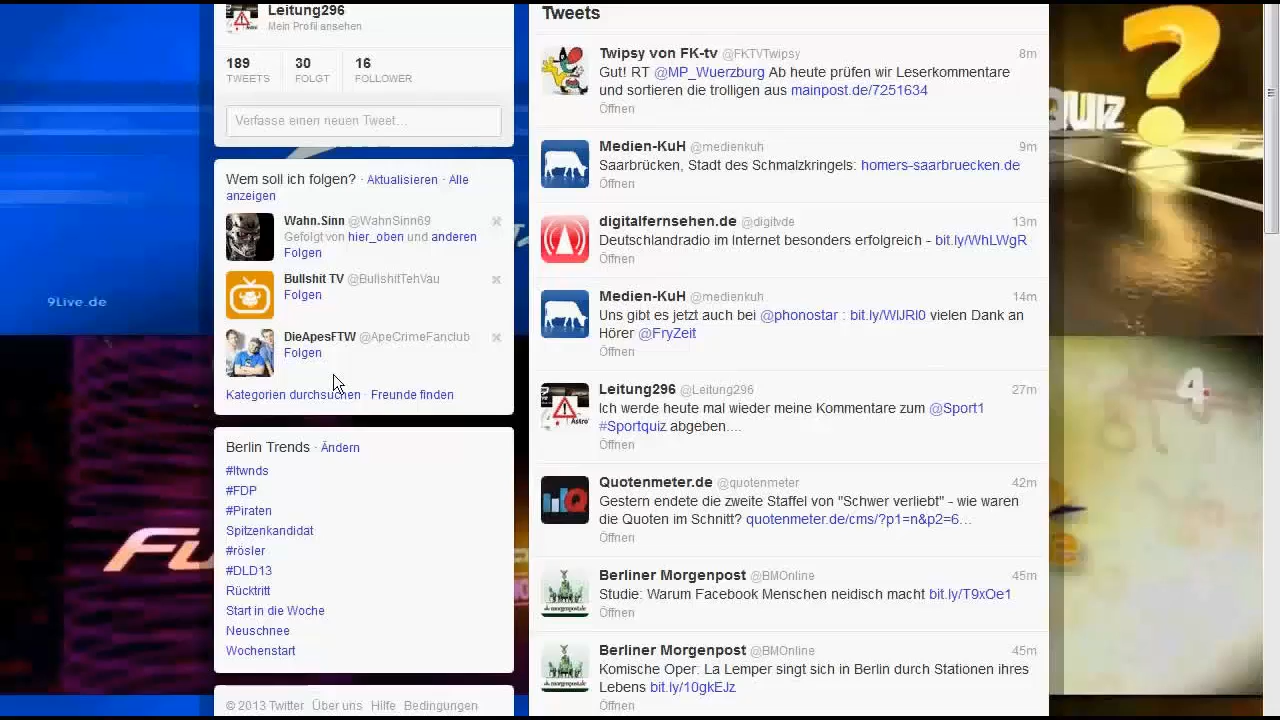 Leitung296
Mein Profil ansehen
189
TWEETS
30
FOLGT
16
FOLLOWER
Verfasse einen neuen Tweet...
Wem soll ich folgen? · Aktualisieren · Alle
anzeigen
Wahn.Sinn @WahnSinn69
Gefolgt von hier_oben und anderen
Folgen
Bullshit TV @BullshitTehVau
Folgen
DieApesFTW @ApeCrimeFanclub
Folgen
Kategorien durchsuchen · Freunde finden
Berlin Trends · Ändern
#ltwnds
#FDP
#Piraten
Spitzenkandidat
#rösler
#DLD13
Rücktritt
Start in die Woche
Neuschnee
Wochenstart
© 2013 Twitter Über uns Hilfe Bedingungen
Tweets
Twipsy von FK-tv @FKTVTwipsy 8m
Gut! RT @MP_Wuerzburg Ab heute prüfen wir Leserkommentare
und sortieren die trolligen aus mainpost.de/7251634
Öffnen
Medien-KuH @medienkuh 9m
Saarbrücken, Stadt des Schmalzkringels: homers-saarbruecken.de
Öffnen
digitalfernsehen.de @digitvde 13m
Deutschlandradio im Internet besonders erfolgreich - bit.ly/WhLWgR
Öffnen
Medien-KuH @medienkuh 14m
Uns gibt es jetzt auch bei @phonostar : bit.ly/WlJRl0 vielen Dank an
Hörer @FryZeit
Öffnen
Leitung296 @Leitung296 27m
Ich werde heute mal wieder meine Kommentare zum @Sport1
#Sportquiz abgeben....
Öffnen
Quotenmeter.de @quotenmeter 42m
Gestern endete die zweite Staffel von "Schwer verliebt" - wie waren
die Quoten im Schnitt? quotenmeter.de/cms/?p1=n&p2=6...
Öffnen
Berliner Morgenpost @BMOnline 45m
Studie: Warum Facebook Menschen neidisch macht bit.ly/T9xOe1
Öffnen
Berliner Morgenpost @BMOnline 45m
Komische Oper: La Lemper singt sich in Berlin durch Stationen ihres
Lebens bit.ly/10gkEJz
Öffnen
9Live.de
QUIZ
?
4.
FU